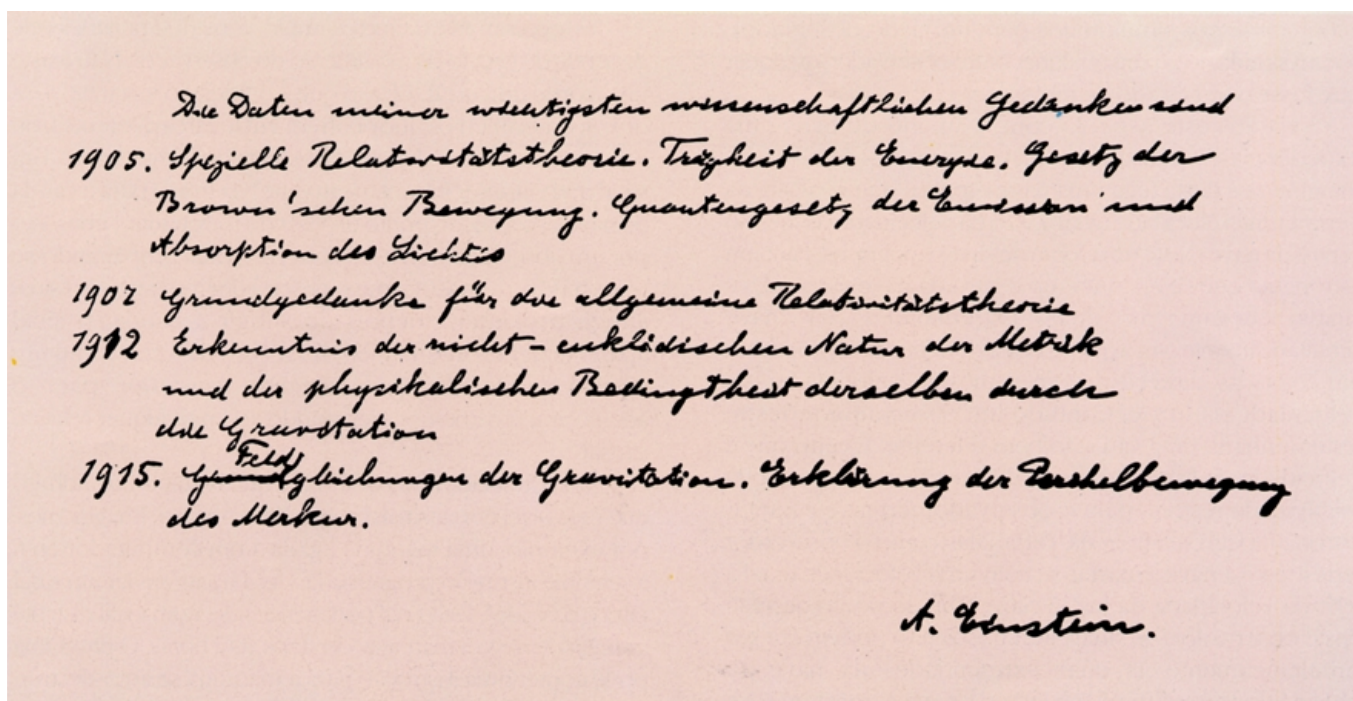 Die Daten meiner wichtigsten wissenschaftlichen Gedanken sind
1905. Spezielle Relativitätstheorie. Trägheit der Energie. Gesetz der
Brown'schen Bewegung. Quantengesetz der Emission und
Absorption des Lichtes
1907 Grundgedanke für die allgemeine Relativitätstheorie
1912 Erkenntnis der nicht-euklidischen Natur der Metrik
und der physikalischen Bedingtheit derselben durch
die Gravitation
1915. Feldgleichungen der Gravitation. Erklärung der Perihelbewegung
des Merkur.
A. Einstein.